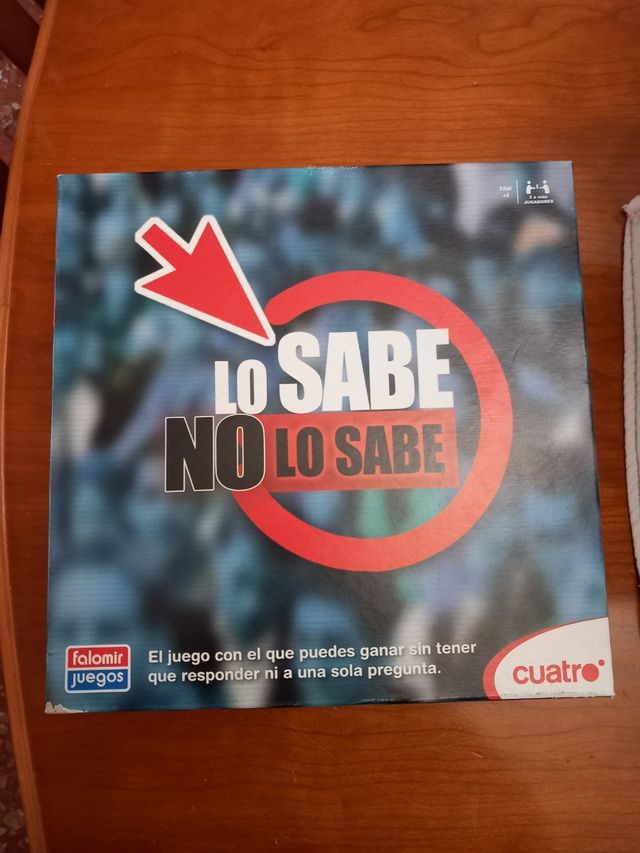 Edad
+8
2 o más
JUGADORES
LO SABE
NO LO SABE
falomir
juegos
El juego con el que puedes ganar sin tener
que responder ni a una sola pregunta.
cuatro